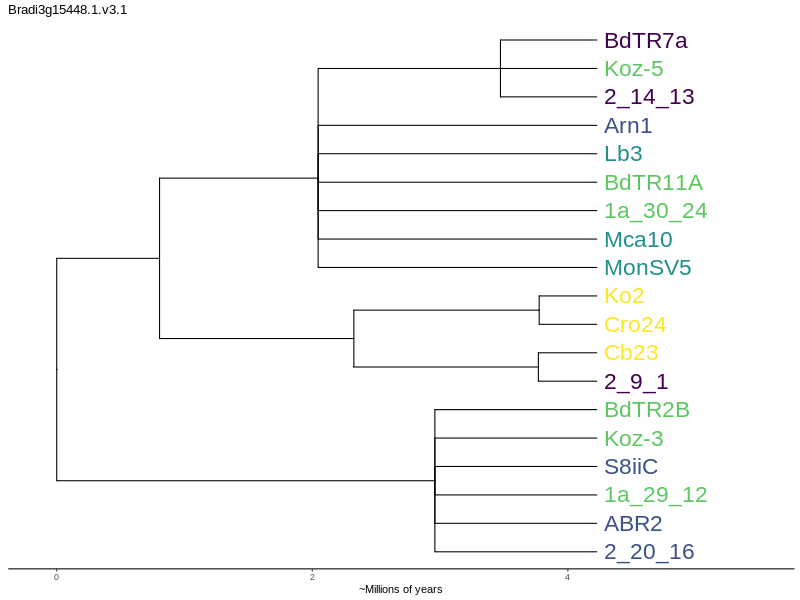 Bradi3g15448.1.v3.1
BdTR7a
Koz-5
2_14_13
Arn1
Lb3
BdTR11A
1a_30_24
Mca10
MonSV5
Ko2
Cro24
Cb23
2_9_1
BdTR2B
Koz-3
S8iiC
1a_29_12
ABR2
2_20_16
0 2 4
~Millions of years